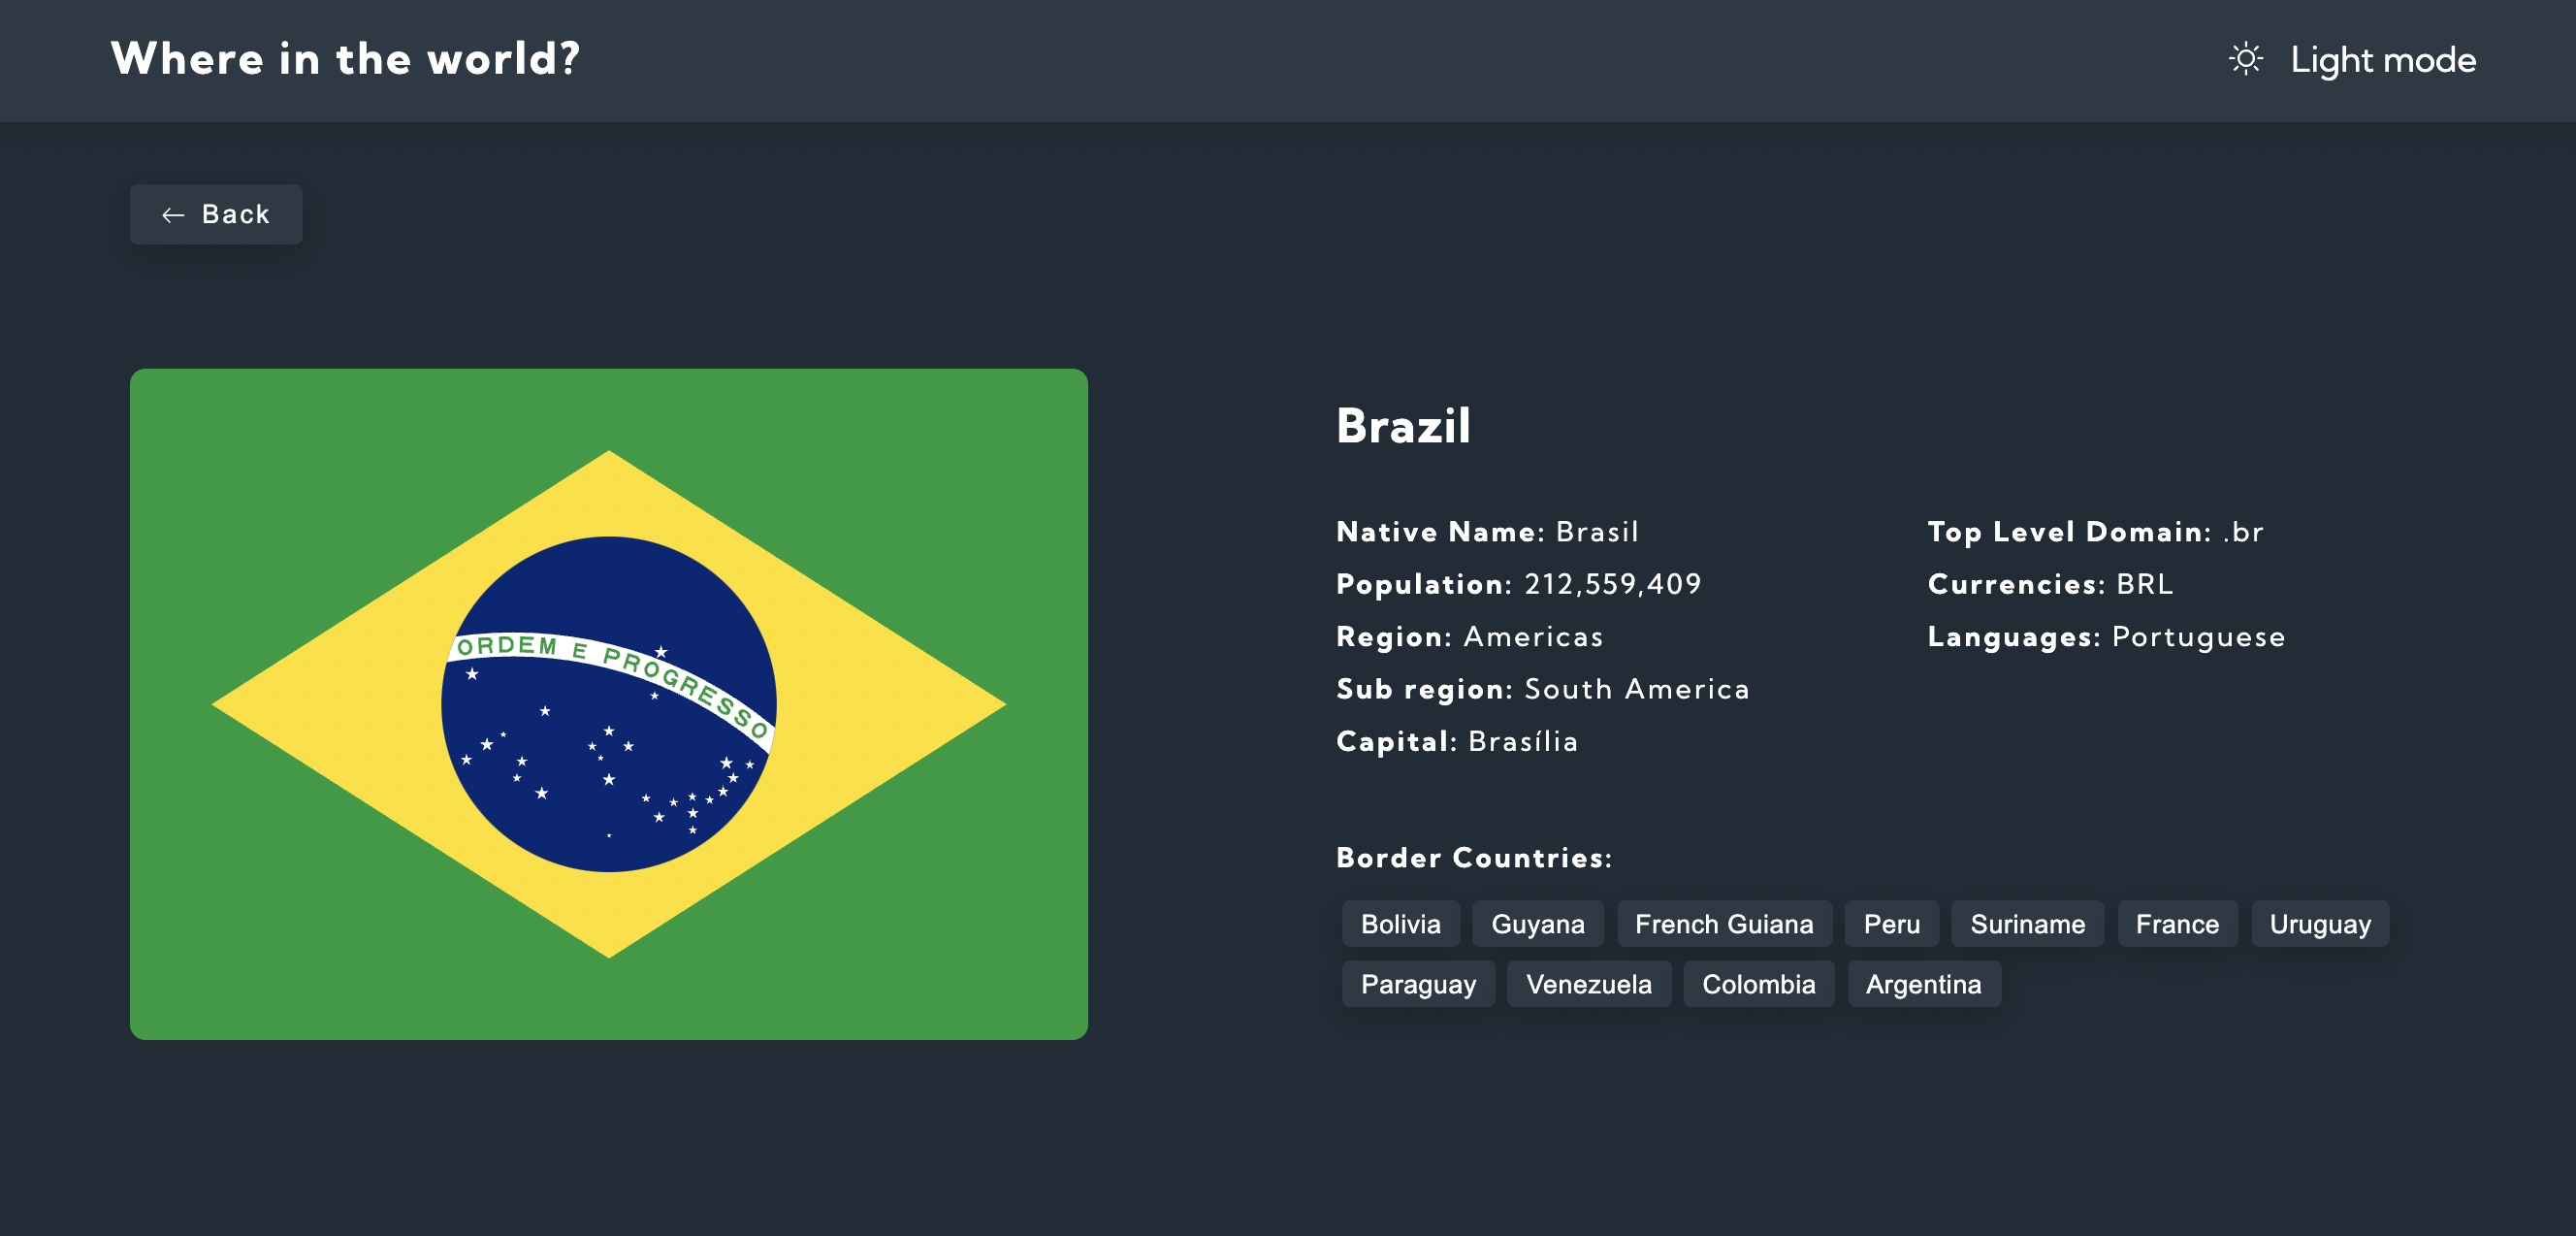 Where in the world?
Light mode
Back
ORDEM E PROGRESSO
Brazil
Native Name: Brasil
Population: 212,559,409
Region: Americas
Sub region: South America
Capital: Brasília
Top Level Domain: .br
Currencies: BRL
Languages: Portuguese
Border Countries:
Bolivia Guyana French Guiana Peru Suriname France Uruguay
Paraguay Venezuela Colombia Argentina